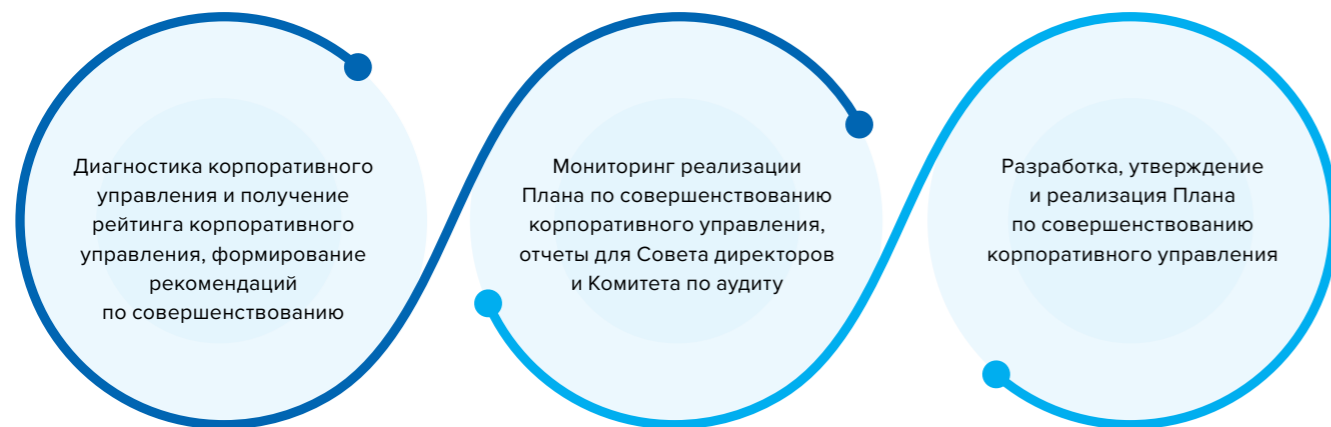 Диагностика корпоративного
управления и получение
рейтинга корпоративного
управления, формирование
рекомендаций
по совершенствованию
Мониторинг реализации
Плана по совершенствованию
корпоративного управления,
отчеты для Совета директоров
и Комитета по аудиту
Разработка, утверждение
и реализация Плана
по совершенствованию
корпоративного управления